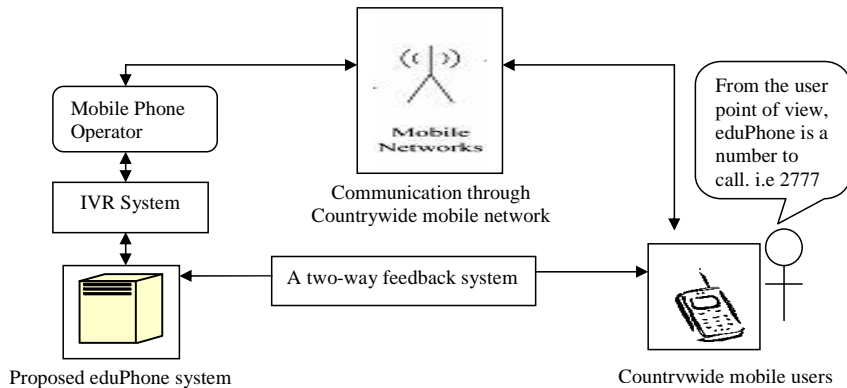 Mobile Phone
Operator
IVR System
Proposed eduPhone system
Mobile
Networks
Communication through
Countrywide mobile network
A two-way feedback system
From the user
point of view,
eduPhone is a
number to
call. i.e 2777
Countrywide mobile users